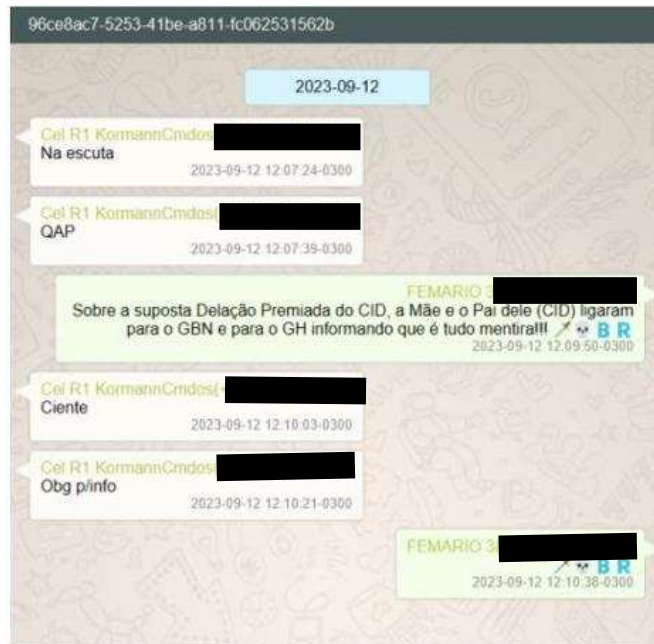 96ce8ac7-5253-41be-a811-fc062531562b
2023-09-12
Cel R1 KormannCmdos(
Na escuta
2023-09-12 12:07:24-0300
Cel R1 KormannCmdos(
QAP
2023-09-12 12:07:39-0300
FEMARIO 3
Sobre a suposta Delação Premiada do CID, a Mãe e o Pai dele (CID) ligaram
para o GBN e para o GH informando que é tudo mentira!!! 🗡☠ B R
2023-09-12 12:09:50-0300
Cel R1 KormannCmdos(+
Ciente
2023-09-12 12:10:03-0300
Cel R1 KormannCmdos(
Obg p/info
2023-09-12 12:10:21-0300
FEMARIO 3
🗡☠ B R
2023-09-12 12:10:38-0300